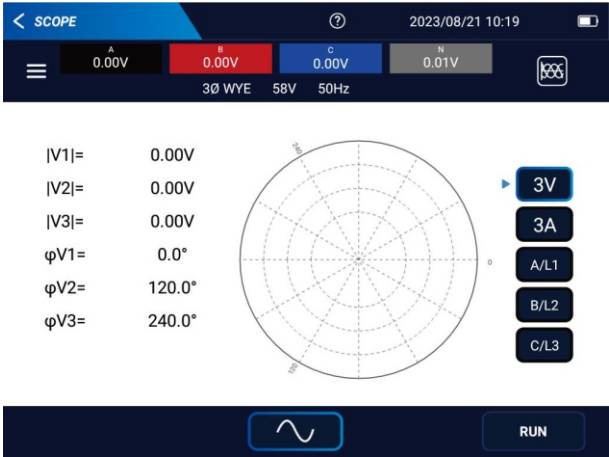 SCOPE
2023/08/21 10:19
A
0.00V
B
0.00V
C
0.00V
N
0.01V
3Ø WYE 58V 50Hz
|V1|= 0.00V
|V2|= 0.00V
|V3|= 0.00V
φV1= 0.0°
φV2= 120.0°
φV3= 240.0°
240
0
120
3V
3A
A/L1
B/L2
C/L3
RUN